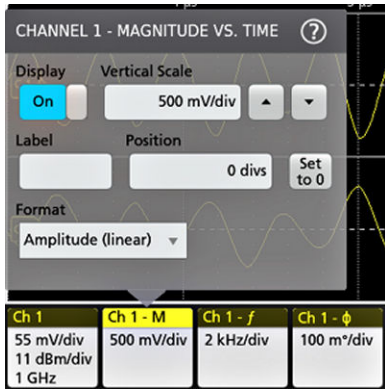 CHANNEL 1 - MAGNITUDE VS. TIME ?
Display Vertical Scale
On 500 mV/div
Label Position
0 divs Set to 0
Format
Amplitude (linear)
Ch 1 Ch 1 - M Ch 1 - f Ch 1 - ϕ
55 mV/div 500 mV/div 2 kHz/div 100 m°/div
11 dBm/div
1 GHz